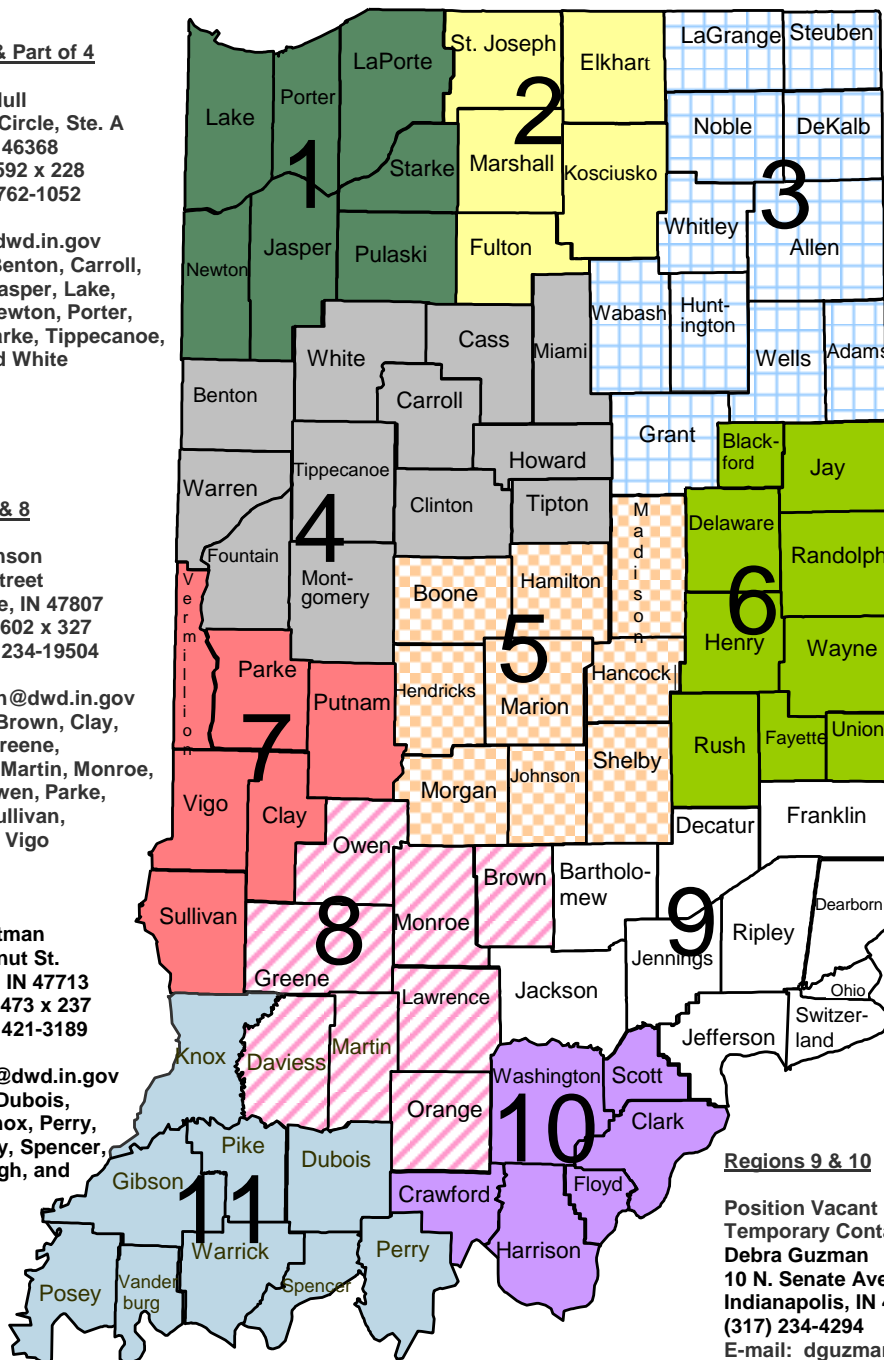 & Part of 4
Circle, Ste. A
46368
592 x 228
762-1052
dwd.in.gov
Benton, Carroll,
asper, Lake,
ewton, Porter,
arke, Tippecanoe,
d White
& 8
nson
treet
e, IN 47807
602 x 327
234-19504
n@dwd.in.gov
Brown, Clay,
reene,
Martin, Monroe,
wen, Parke,
ullivan,
Vigo
tman
nut St.
IN 47713
473 x 237
421-3189
@dwd.in.gov
Dubois,
nox, Perry,
y, Spencer,
gh, and
St. Joseph
LaGrange
Steuben
LaPorte
Elkhart
Porter
Lake
Noble
DeKalb
2
1
Starke
Marshall
Kosciusko
3
Whitley
Allen
Newton
Jasper
Pulaski
Fulton
Wabash
Hunt-
ington
White
Cass
Miami
Wells
Adams
Benton
Carroll
Grant
Black-
ford
Jay
Tippecanoe
Howard
Warren
4
Clinton
Tipton
Madison
Delaware
Randolph
Fountain
Mont-
gomery
Vermillion
Boone
Hamilton
6
5
Henry
Wayne
Parke
Putnam
Hendricks
Marion
Hancock
7
Rush
Fayette
Union
Vigo
Clay
Morgan
Johnson
Shelby
Decatur
Franklin
Owen
Brown
Bartholo-
mew
Sullivan
8
Monroe
9
Ripley
Dearborn
Greene
Jennings
Lawrence
Jackson
Ohio
Switzer-
land
Knox
Daviess
Martin
Jefferson
Washington
Scott
Orange
10
Clark
Pike
Dubois
Gibson
11
Crawford
Floyd
Warrick
Perry
Harrison
Posey
Vander
burg
Spencer
Regions 9 & 10
Position Vacant
Temporary Conta
Debra Guzman
10 N. Senate Ave
Indianapolis, IN 4
(317) 234-4294
E-mail: dguzma